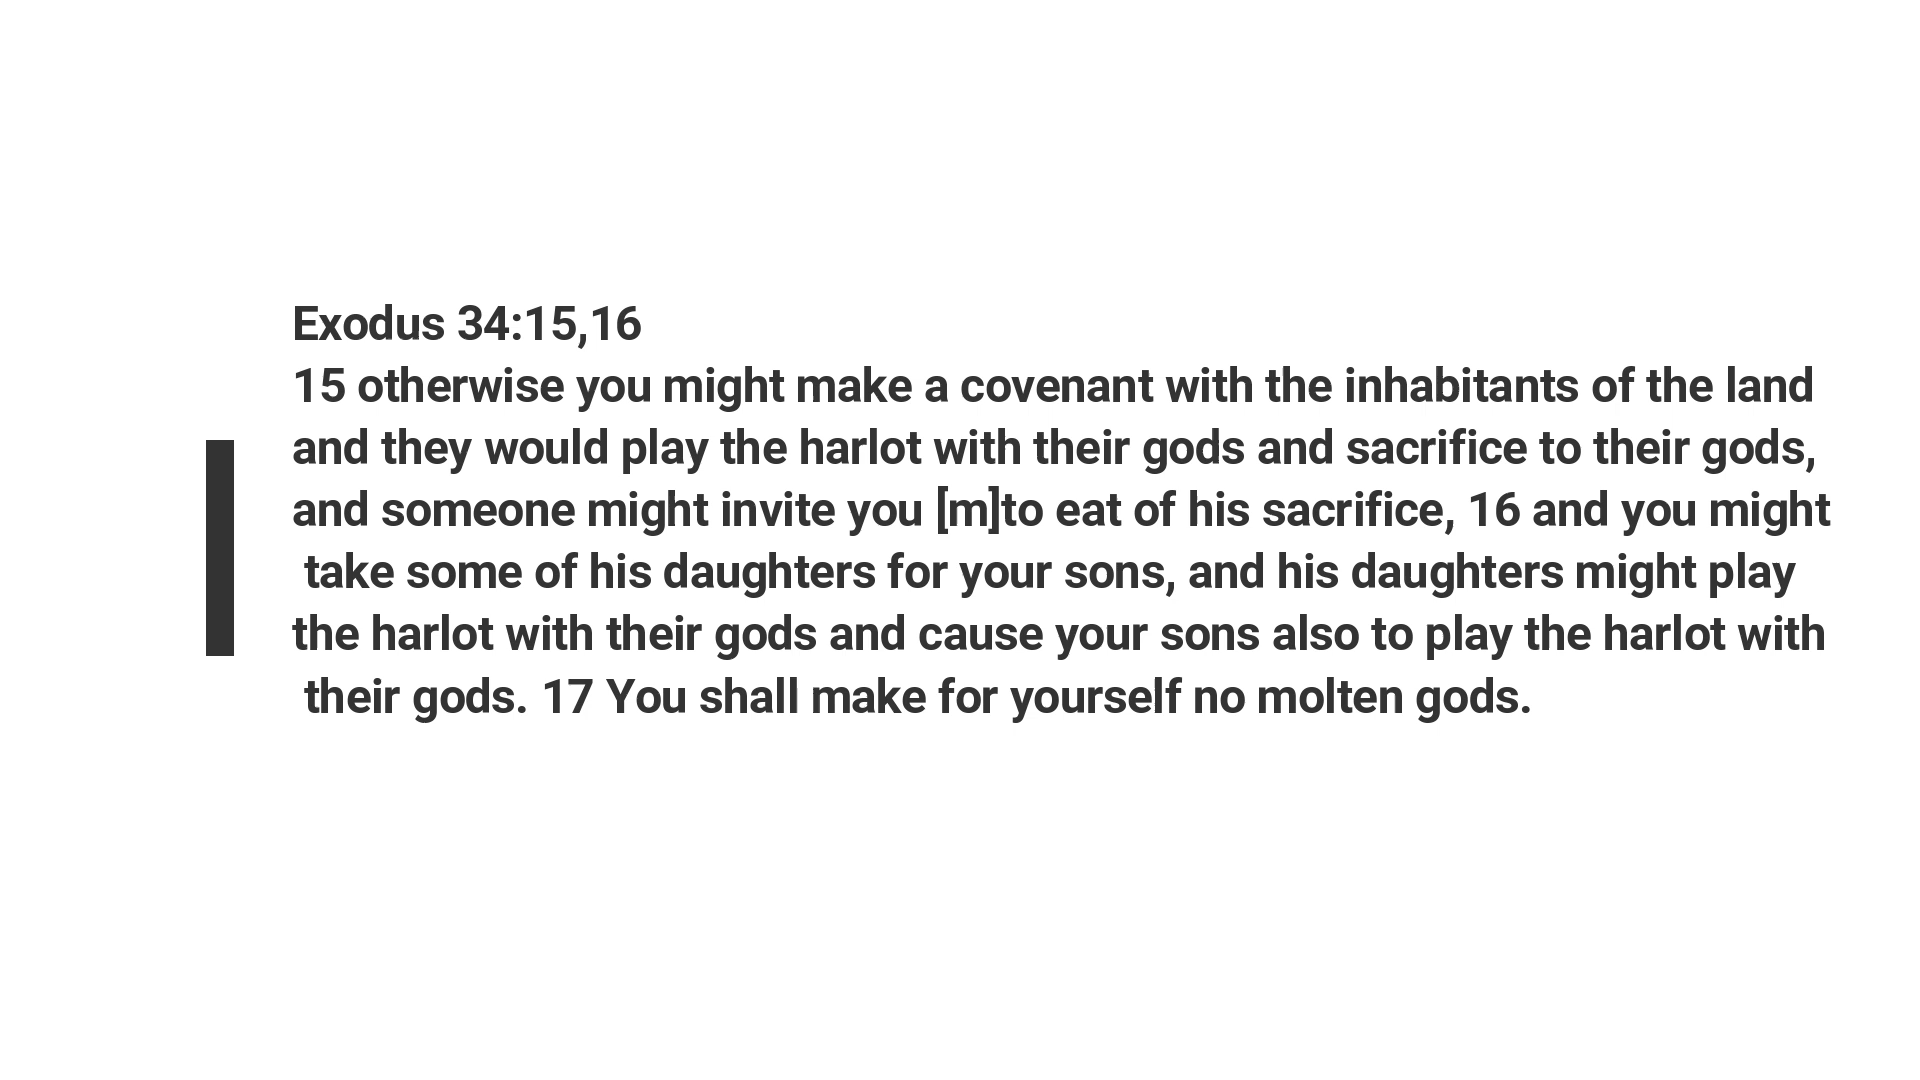 Exodus 34:15,16
15 otherwise you might make a covenant with the inhabitants of the land
and they would play the harlot with their gods and sacrifice to their gods,
and someone might invite you [m]to eat of his sacrifice, 16 and you might
take some of his daughters for your sons, and his daughters might play
the harlot with their gods and cause your sons also to play the harlot with
their gods. 17 You shall make for yourself no molten gods.